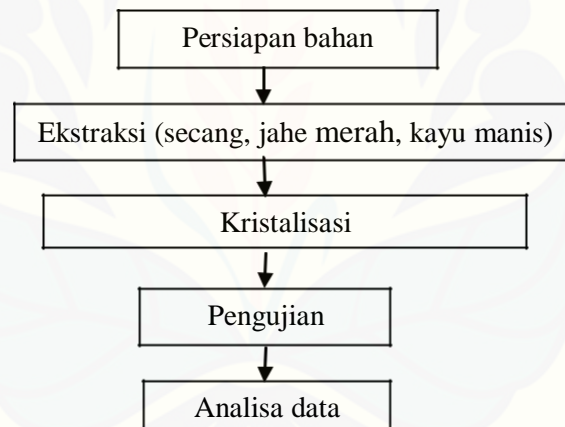 Persiapan bahan
Ekstraksi (secang, jahe merah, kayu manis)
Kristalisasi
Pengujian
Analisa data